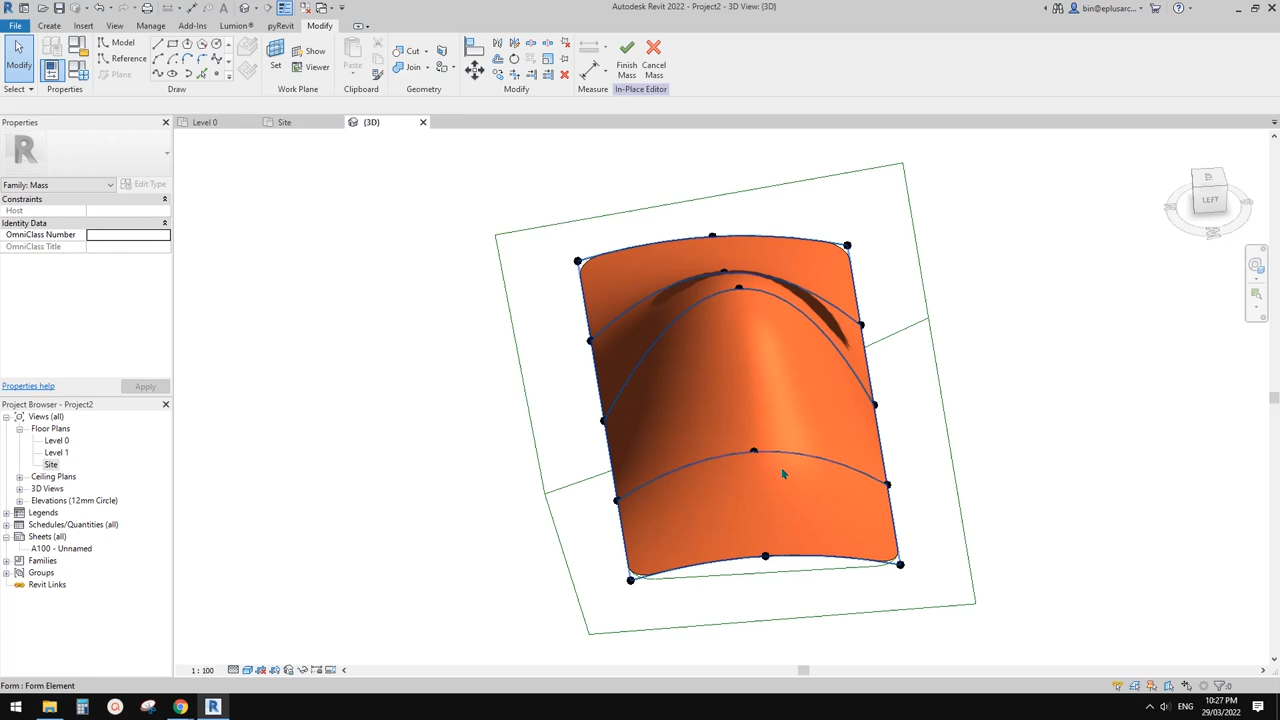 Autodesk Revit 2022 - Project2 - 3D View: {3D}
bin@eplusarc...
File Create Insert View Manage Add-Ins Lumion® pyRevit Modify
Modify
Model
Reference
Plane
Set
Show
Viewer
Paste
Cut
Join
Finish Mass
Cancel Mass
Select Properties Draw Work Plane Clipboard Geometry Modify Measure In-Place Editor
Properties
Level 0
Site
{3D}
R
Family: Mass
Edit Type
Constraints
Host
Identity Data
OmniClass Number
OmniClass Title
Properties help
Apply
Project Browser - Project2
Views (all)
Floor Plans
Level 0
Level 1
Site
Ceiling Plans
3D Views
Elevations (12mm Circle)
Legends
Schedules/Quantities (all)
Sheets (all)
A100 - Unnamed
Families
Groups
Revit Links
LEFT
1 : 100
Form : Form Element
:0
ENG
10:27 PM
29/03/2022